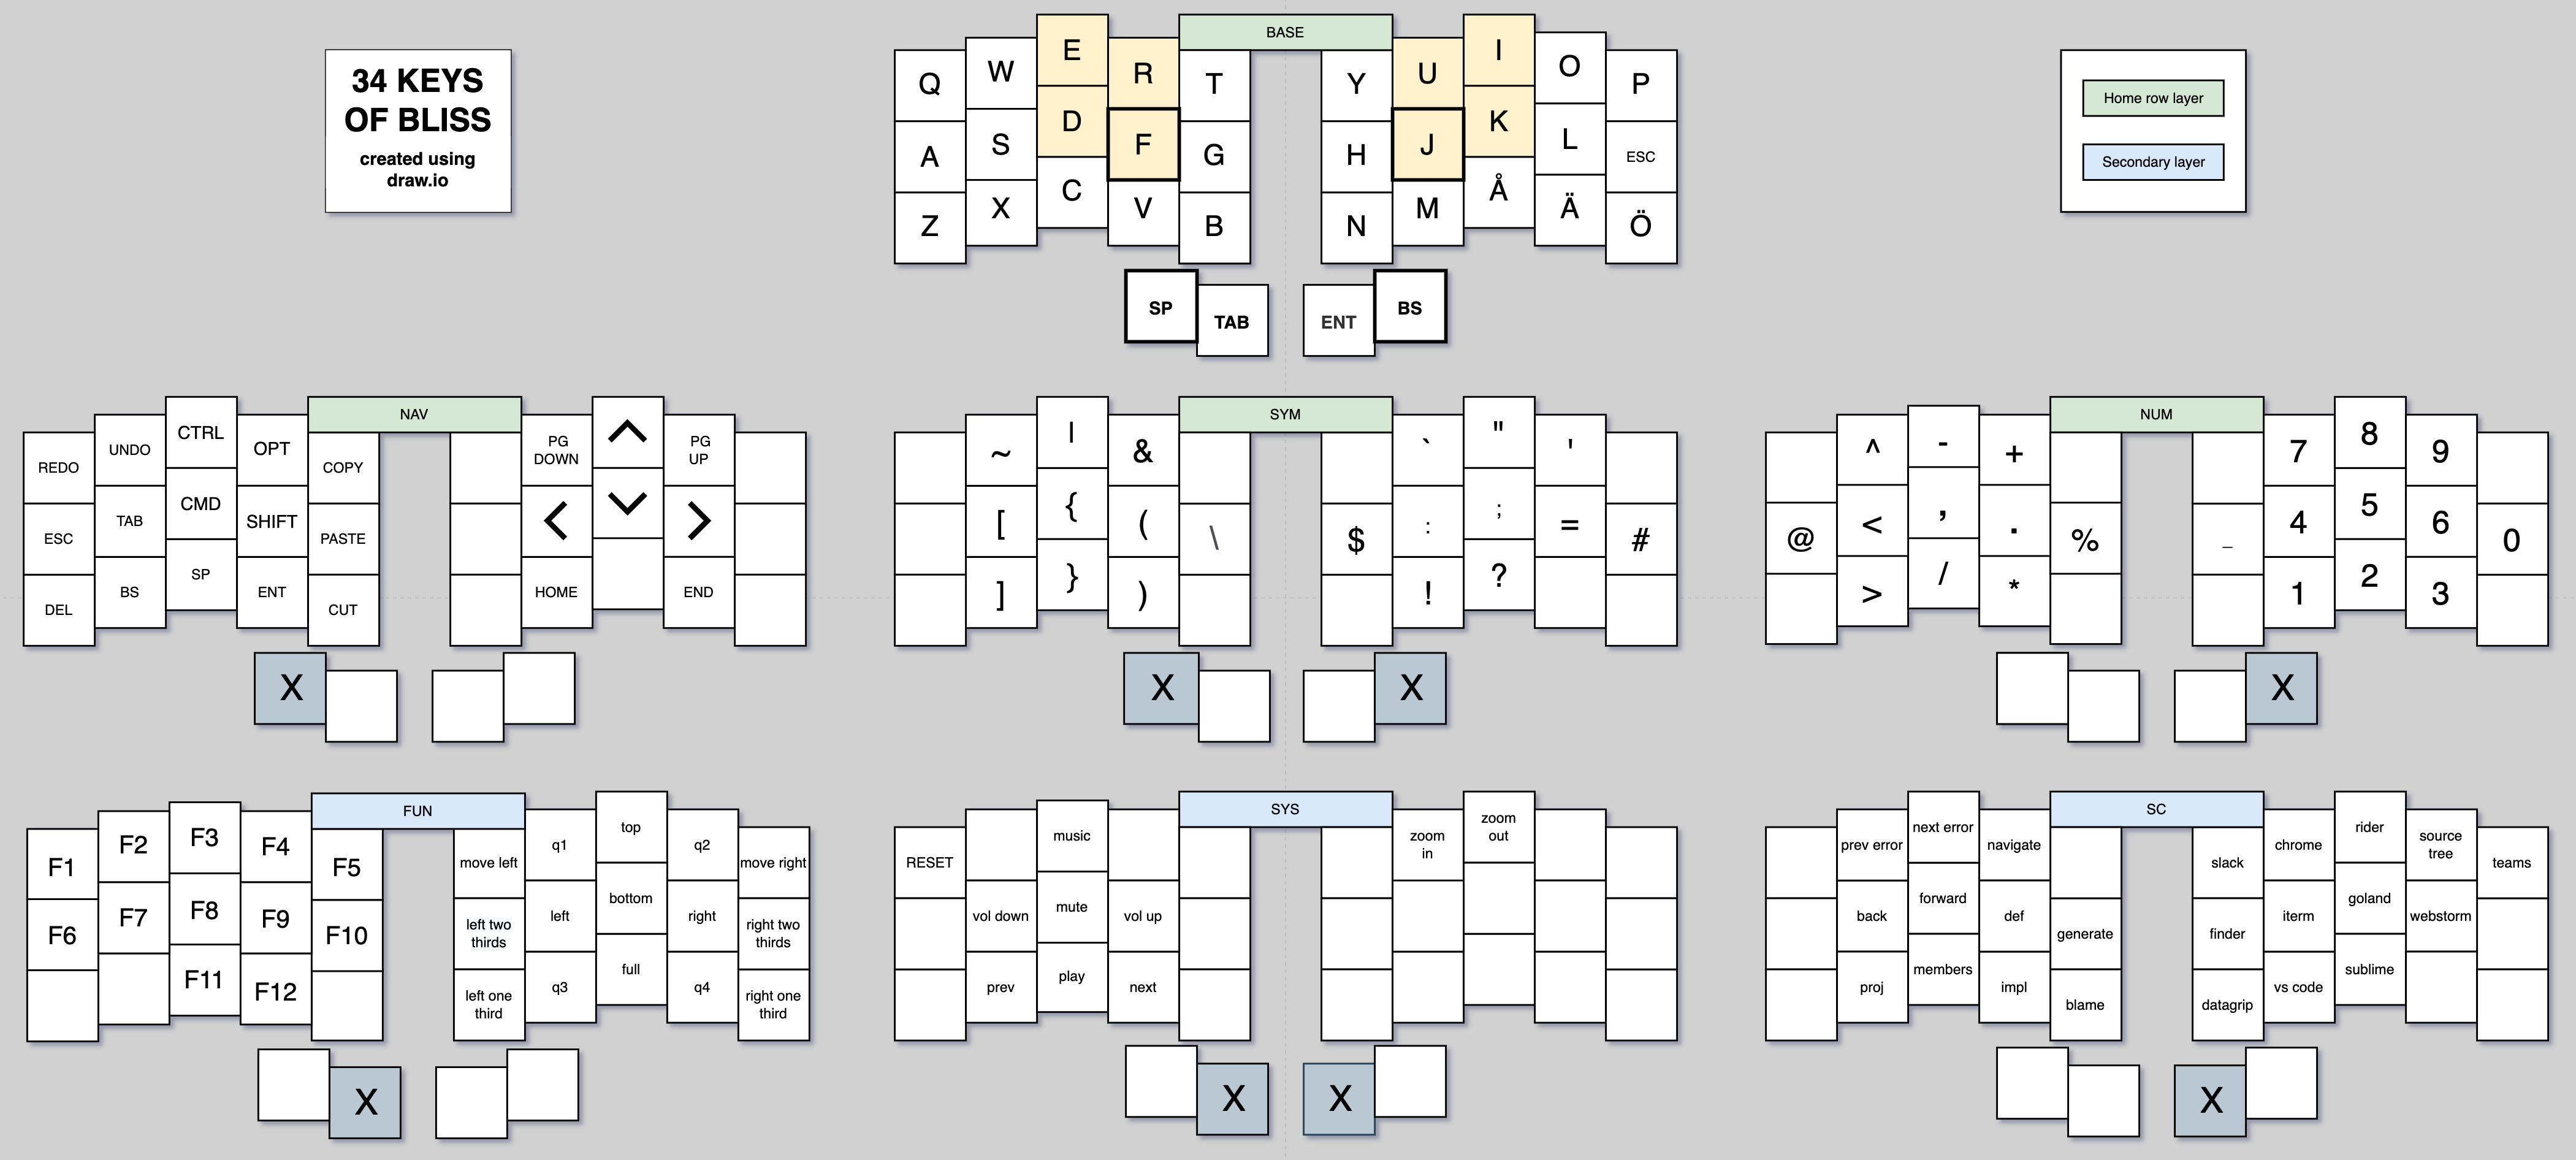 34 KEYS
OF BLISS
created using
draw.io
BASE
Q W E R T Y U I O P
A S D F G H J K L ESC
Z X C V B N M Å Ä Ö
SP TAB ENT BS
Home row layer
Secondary layer
NAV
REDO UNDO CTRL OPT COPY PG DOWN ^ PG UP
ESC TAB CMD SHIFT PASTE < ﹀ >
DEL BS SP ENT CUT HOME END
X
SYM
~ | & ` " '
[ { ( \ $ : ; = #
] } ) ! ?
X X
NUM
^ - + 7 8 9
@ < , . % _ 4 5 6 0
> / * 1 2 3
X
FUN
F1 F2 F3 F4 F5 move left q1 top q2 move right
F6 F7 F8 F9 F10 left two thirds left bottom right right two thirds
F11 F12 left one third q3 full q4 right one third
X
SYS
RESET music zoom in zoom out
vol down mute vol up
prev play next
X X
SC
prev error next error navigate slack chrome rider source tree teams
back forward def generate finder iterm goland webstorm
proj members impl blame datagrip vs code sublime
X